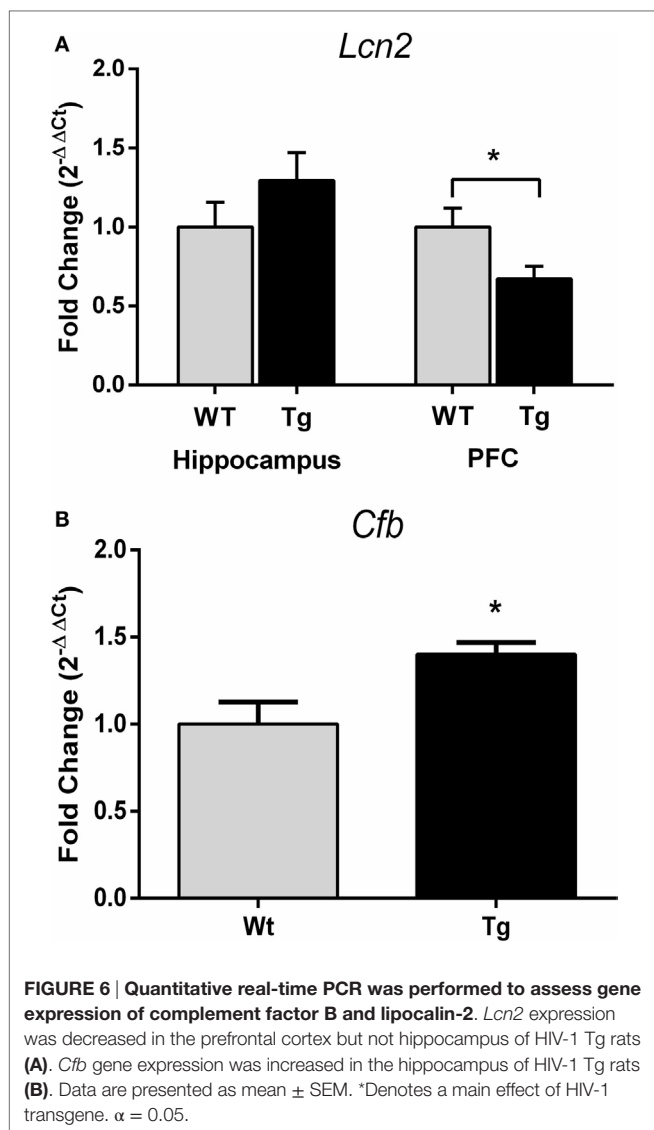 A
Lcn2
Fold Change (2^-Δ ΔCt)
2.0
1.5
1.0
0.5
0.0
*
WT
Tg
WT
Tg
Hippocampus
PFC
B
Cfb
Fold Change (2^-Δ ΔCt)
2.0
1.5
1.0
0.5
0.0
*
Wt
Tg
FIGURE 6 | Quantitative real-time PCR was performed to assess gene
expression of complement factor B and lipocalin-2. Lcn2 expression
was decreased in the prefrontal cortex but not hippocampus of HIV-1 Tg rats
(A). Cfb gene expression was increased in the hippocampus of HIV-1 Tg rats
(B). Data are presented as mean ± SEM. *Denotes a main effect of HIV-1
transgene. α = 0.05.